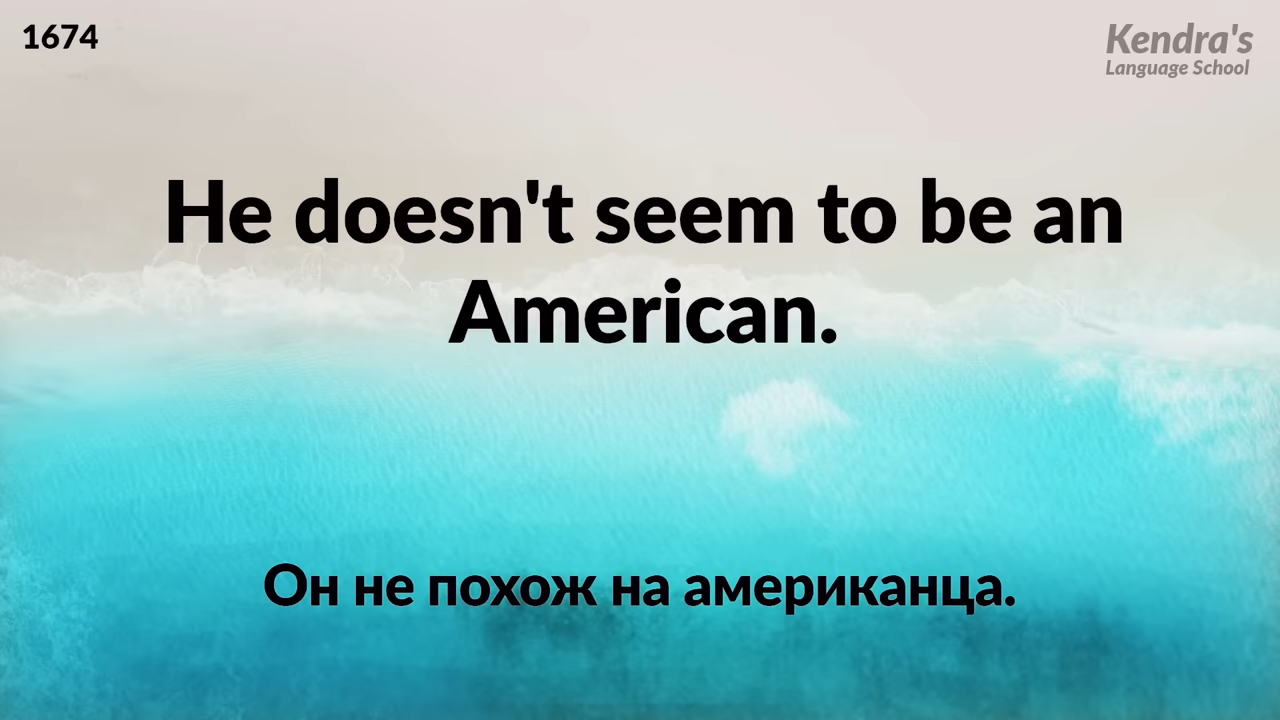 1674
Kendra's
Language School
He doesn't seem to be an
American.
Он не похож на американца.